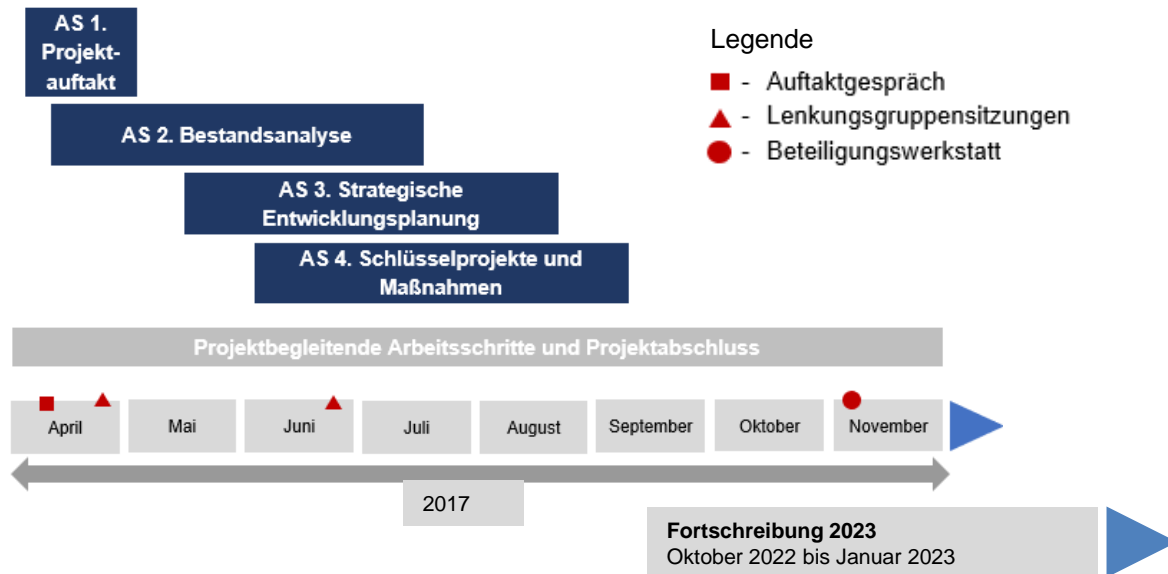 AS 1.
Projekt-
auftakt
AS 2. Bestandsanalyse
AS 3. Strategische
Entwicklungsplanung
AS 4. Schlüsselprojekte und
Maßnahmen
Legende
- Auftaktgespräch
- Lenkungsgruppensitzungen
- Beteiligungswerkstatt
Projektbegleitende Arbeitsschritte und Projektabschluss
April Mai Juni Juli August September Oktober November
2017
Fortschreibung 2023
Oktober 2022 bis Januar 2023